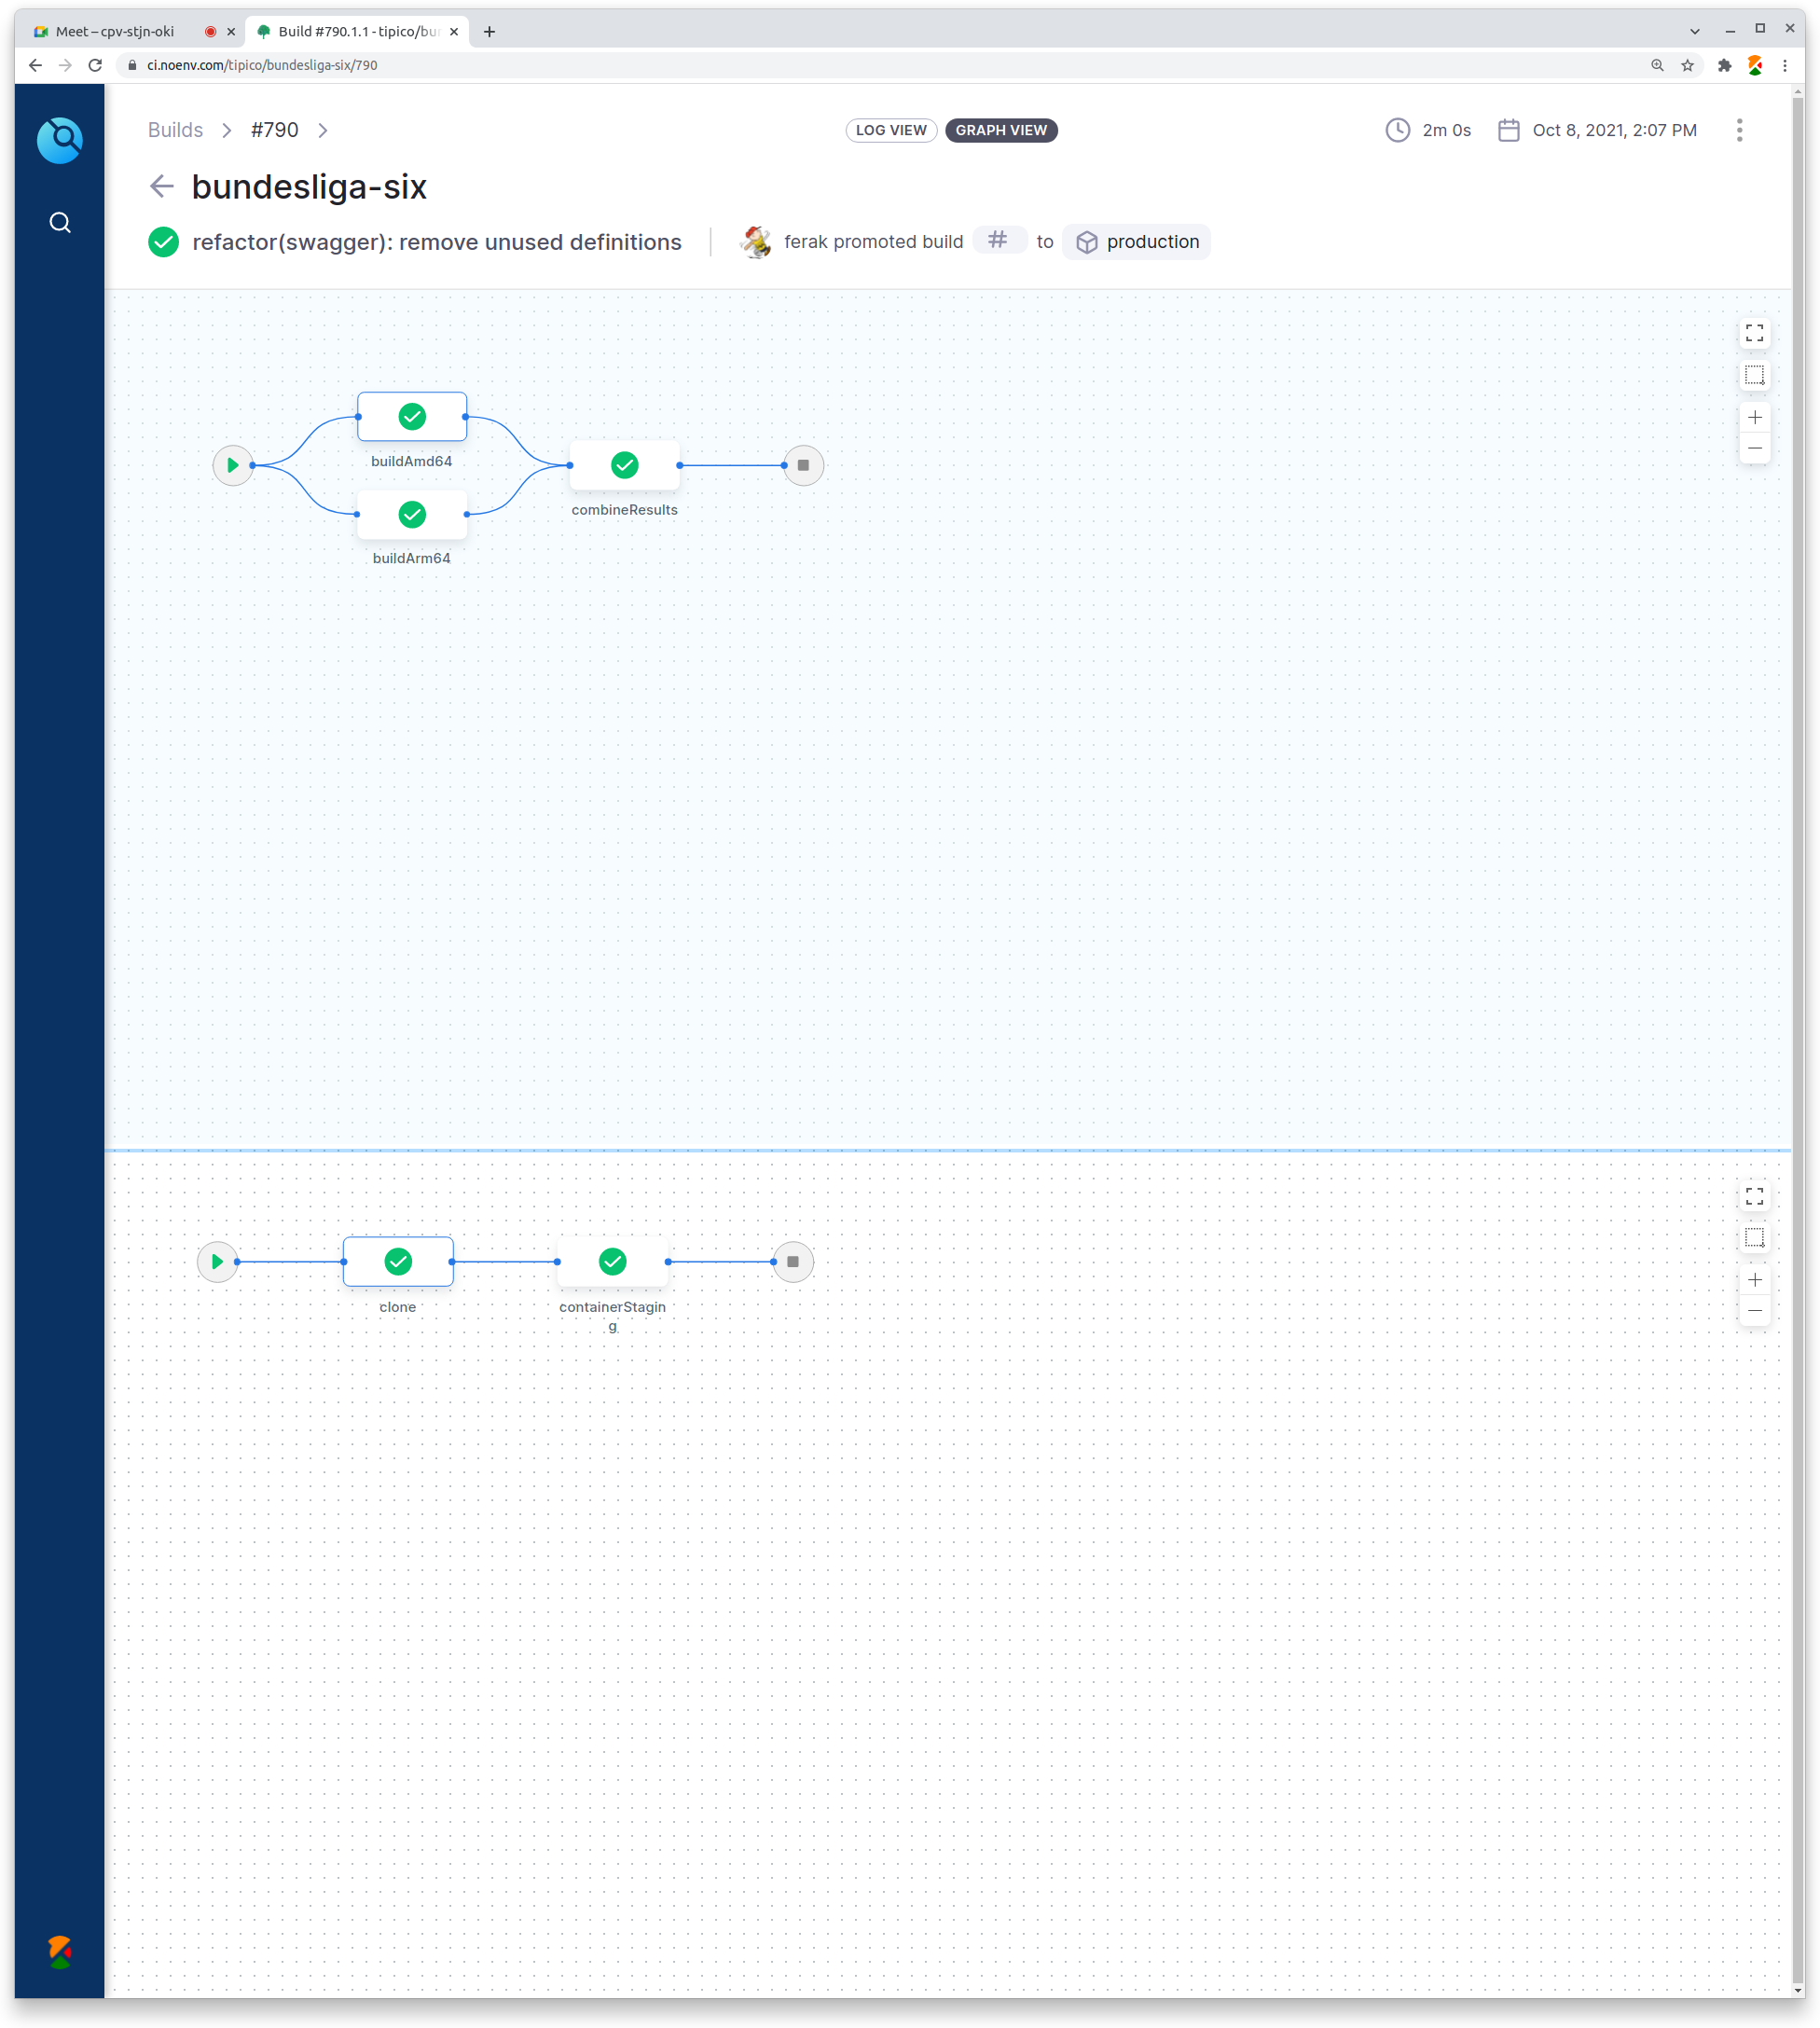 Meet – cpv-stjn-oki
Build #790.1.1 - tipico/bun
ci.noenv.com/tipico/bundesliga-six/790
Builds > #790 >
LOG VIEW
GRAPH VIEW
2m 0s
Oct 8, 2021, 2:07 PM
bundesliga-six
refactor(swagger): remove unused definitions
ferak promoted build # to production
buildAmd64
combineResults
buildArm64
clone
containerStagin
g